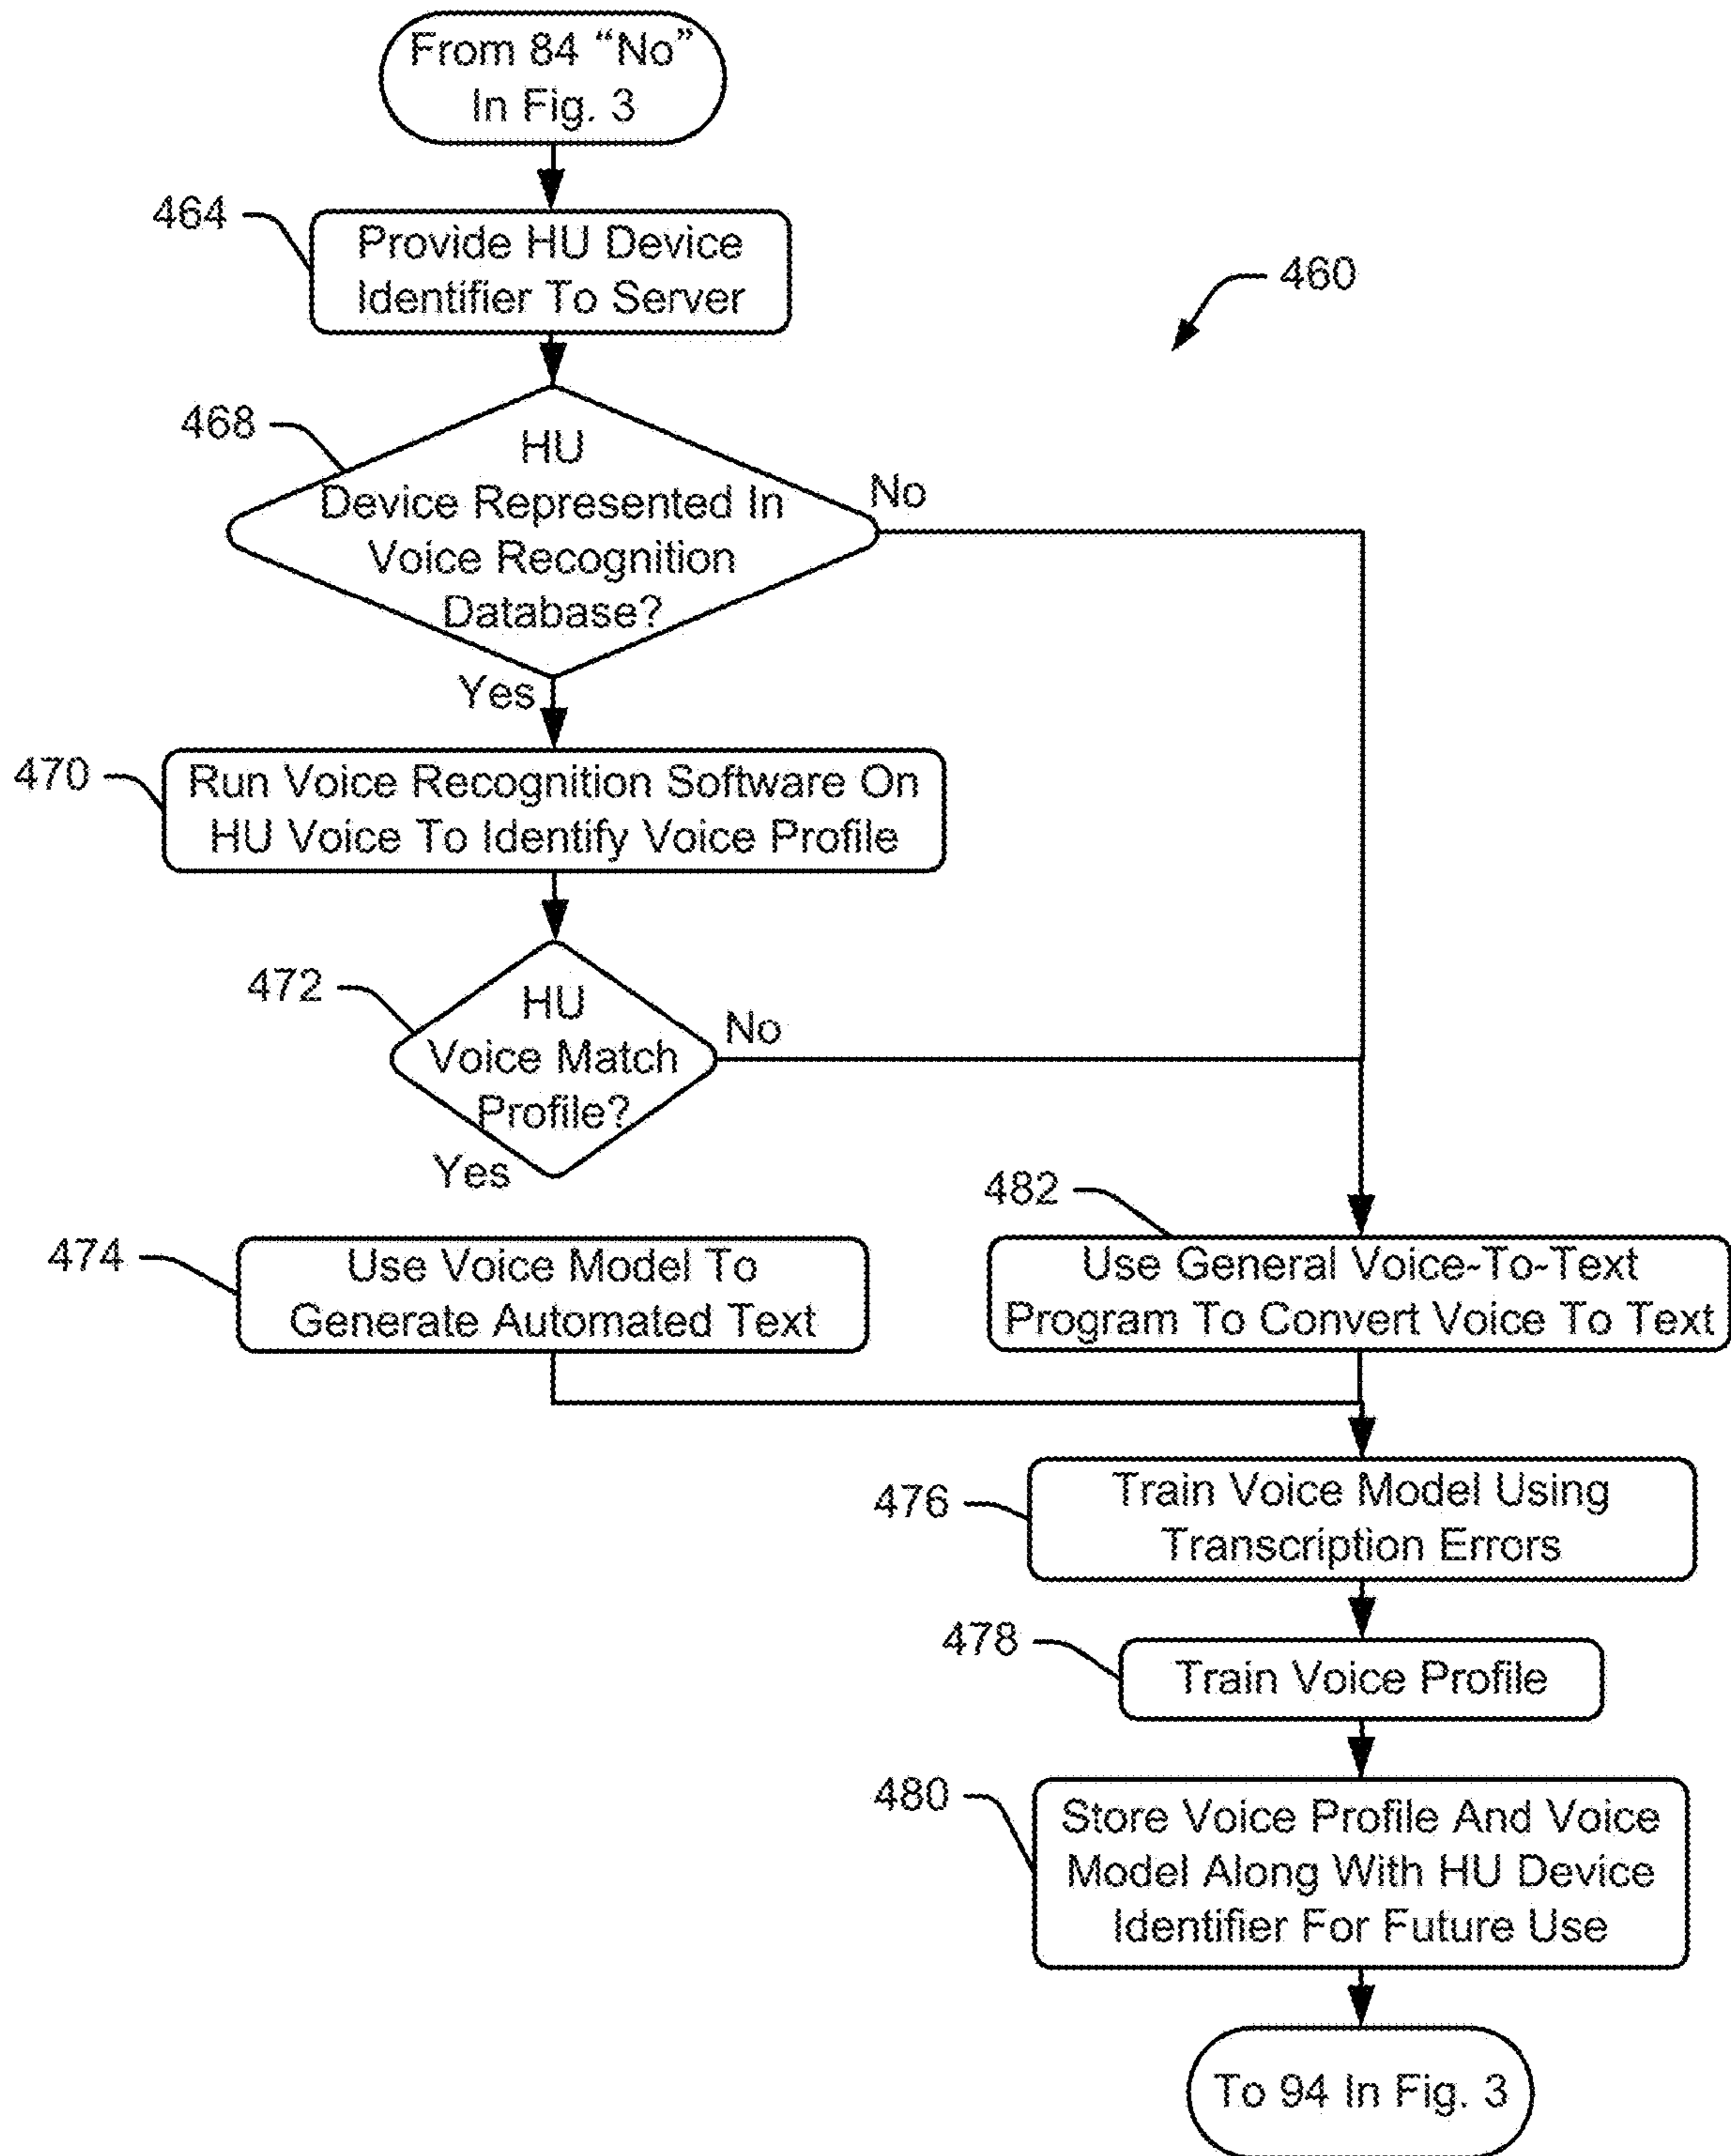 From 84 “No”
In Fig. 3
464
Provide HU Device
Identifier To Server
460
468
HU
Device Represented In
Voice Recognition
Database?
No
Yes
470
Run Voice Recognition Software On
HU Voice To Identify Voice Profile
472
HU
Voice Match
Profile?
No
Yes
474
Use Voice Model To
Generate Automated Text
482
Use General Voice-To-Text
Program To Convert Voice To Text
476
Train Voice Model Using
Transcription Errors
478
Train Voice Profile
480
Store Voice Profile And Voice
Model Along With HU Device
Identifier For Future Use
To 94 In Fig. 3